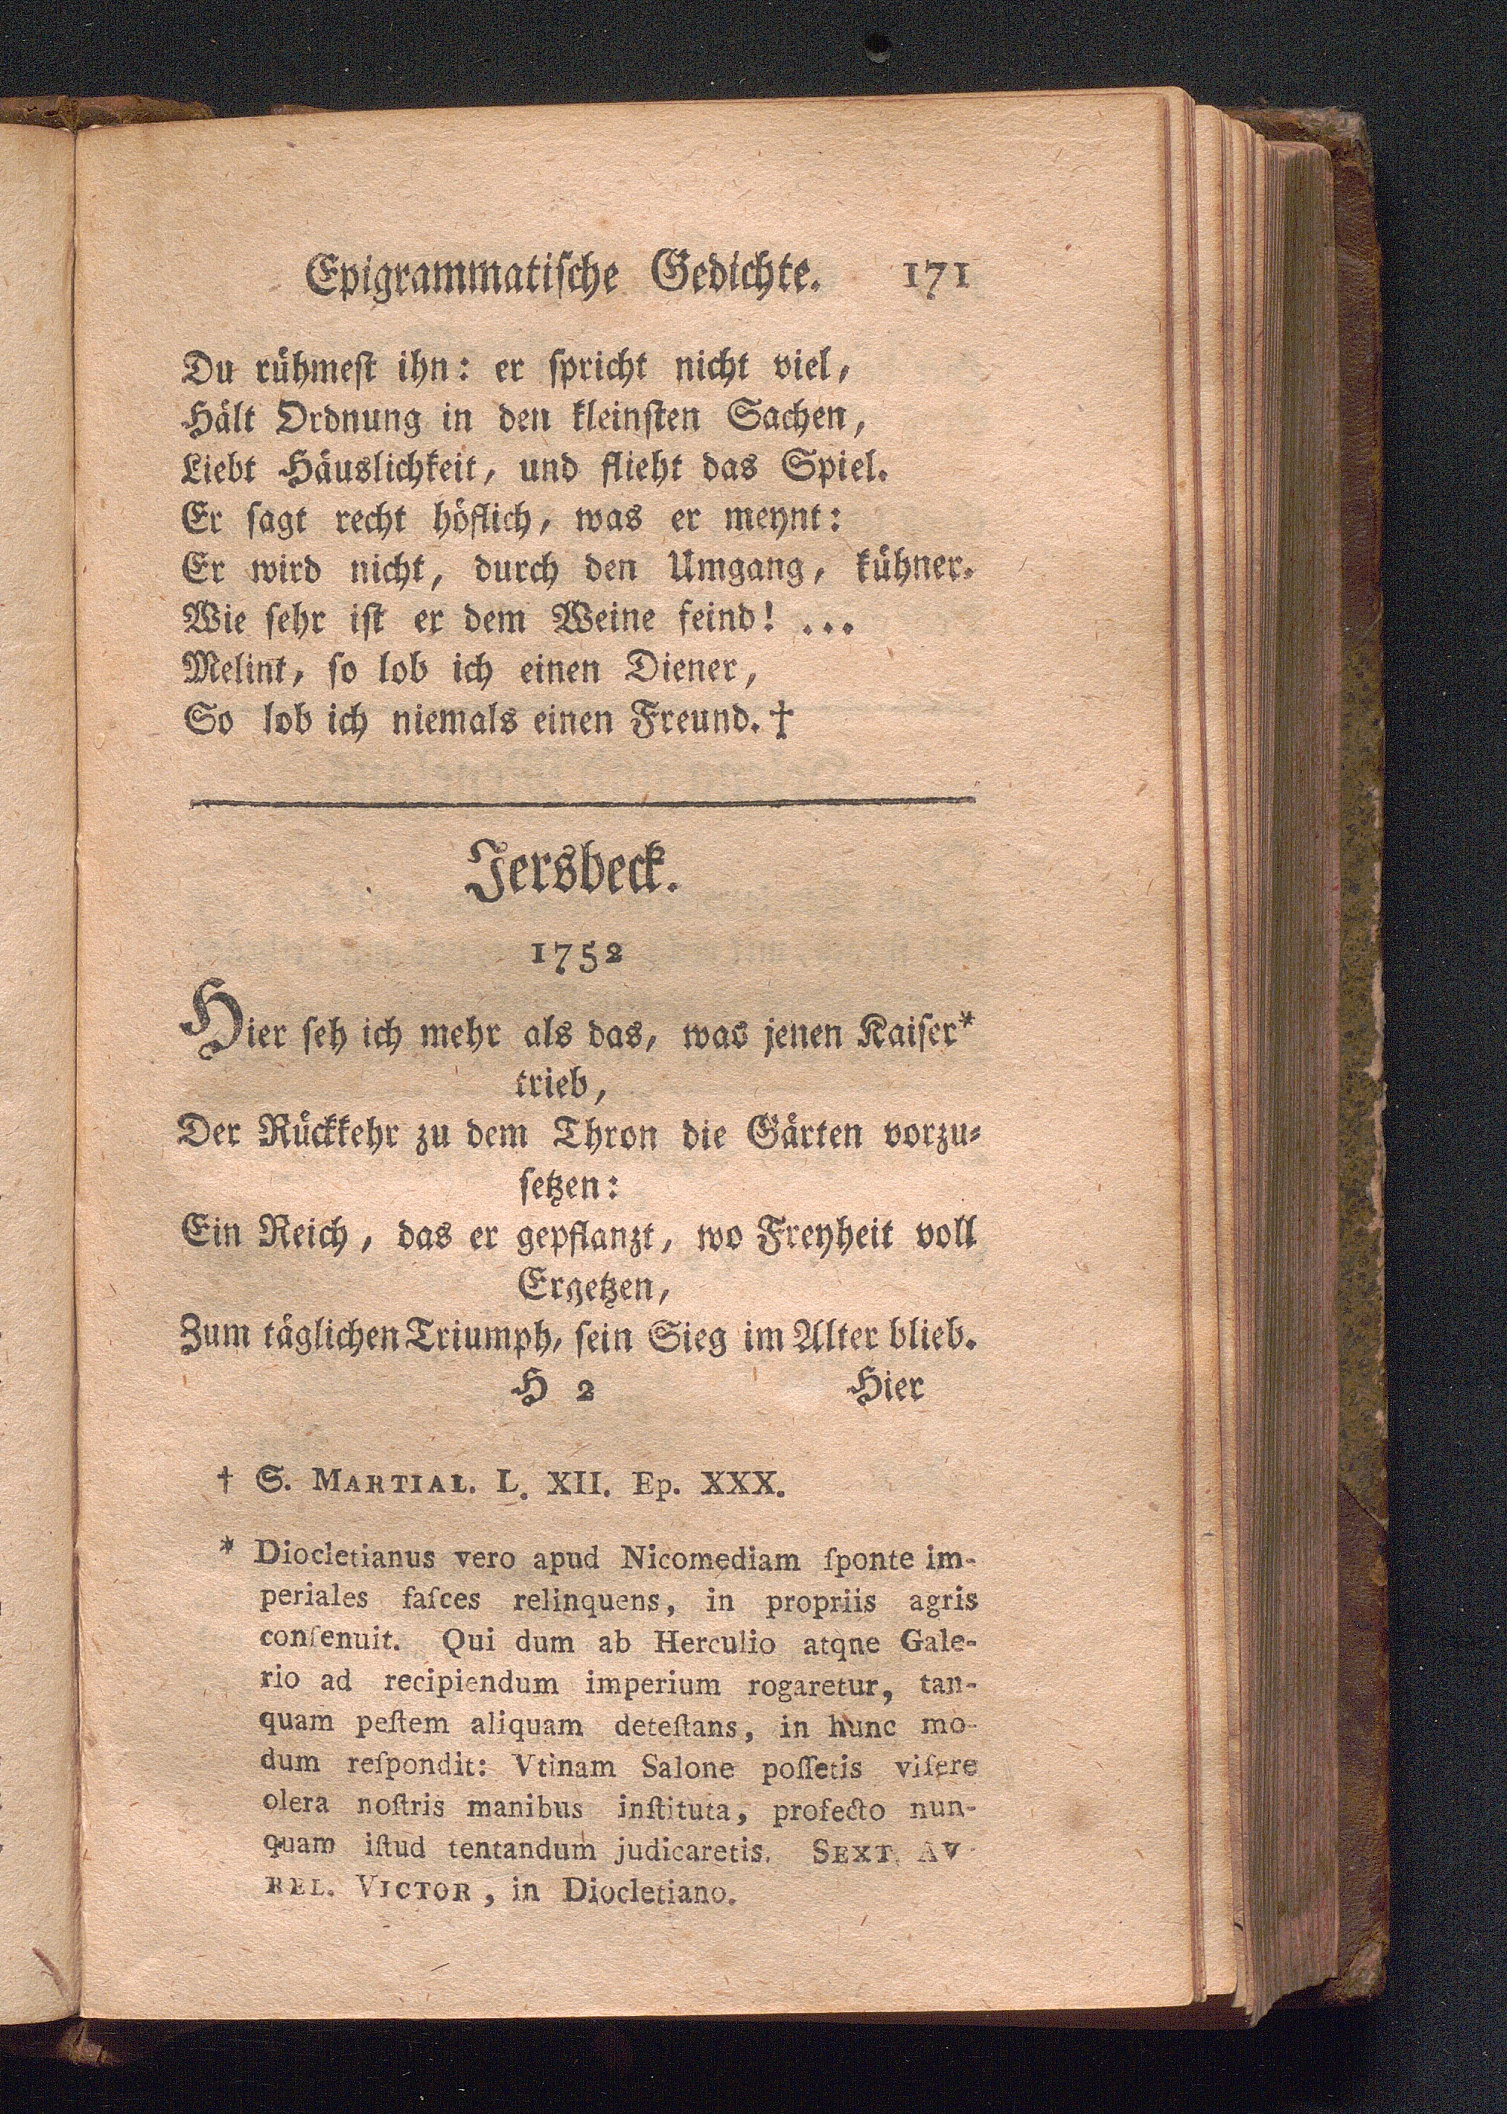 Epigrammatiſche Gedichte. 171
Du rühmeſt ihn: er ſpricht nicht viel,
Hält Ordnung in den kleinſten Sachen,
Liebt Häuslichkeit, und flieht das Spiel.
Er ſagt recht höflich, was er meynt:
Er wird nicht, durch den Umgang, kühner.
Wie ſehr iſt er dem Weine feind! ...
Melint, ſo lob ich einen Diener,
So lob ich niemals einen Freund. †
Jersbeck.
1752
Hier ſeh ich mehr als das, was jenen Kaiſer*
trieb,
Der Rückkehr zu dem Thron die Gärten vorzu-
ſetzen:
Ein Reich, das er gepflanzt, wo Freyheit voll
Ergetzen,
Zum täglichen Triumph, ſein Sieg im Alter blieb.
H 2 Hier
† S. MARTIAL. L. XII. Ep. XXX.
* Diocletianus vero apud Nicomediam ſponte im-
periales faſces relinquens, in propriis agris
conſenuit. Qui dum ab Herculio atqne Gale-
rio ad recipiendum imperium rogaretur, tan-
quam peſtem aliquam deteſtans, in hunc mo-
dum reſpondit: Vtinam Salone poſſetis viſere
olera noſtris manibus inſtituta, profecto nun-
quam iſtud tentandum judicaretis. SEXT. AV-
REL. VICTOR, in Diocletiano.